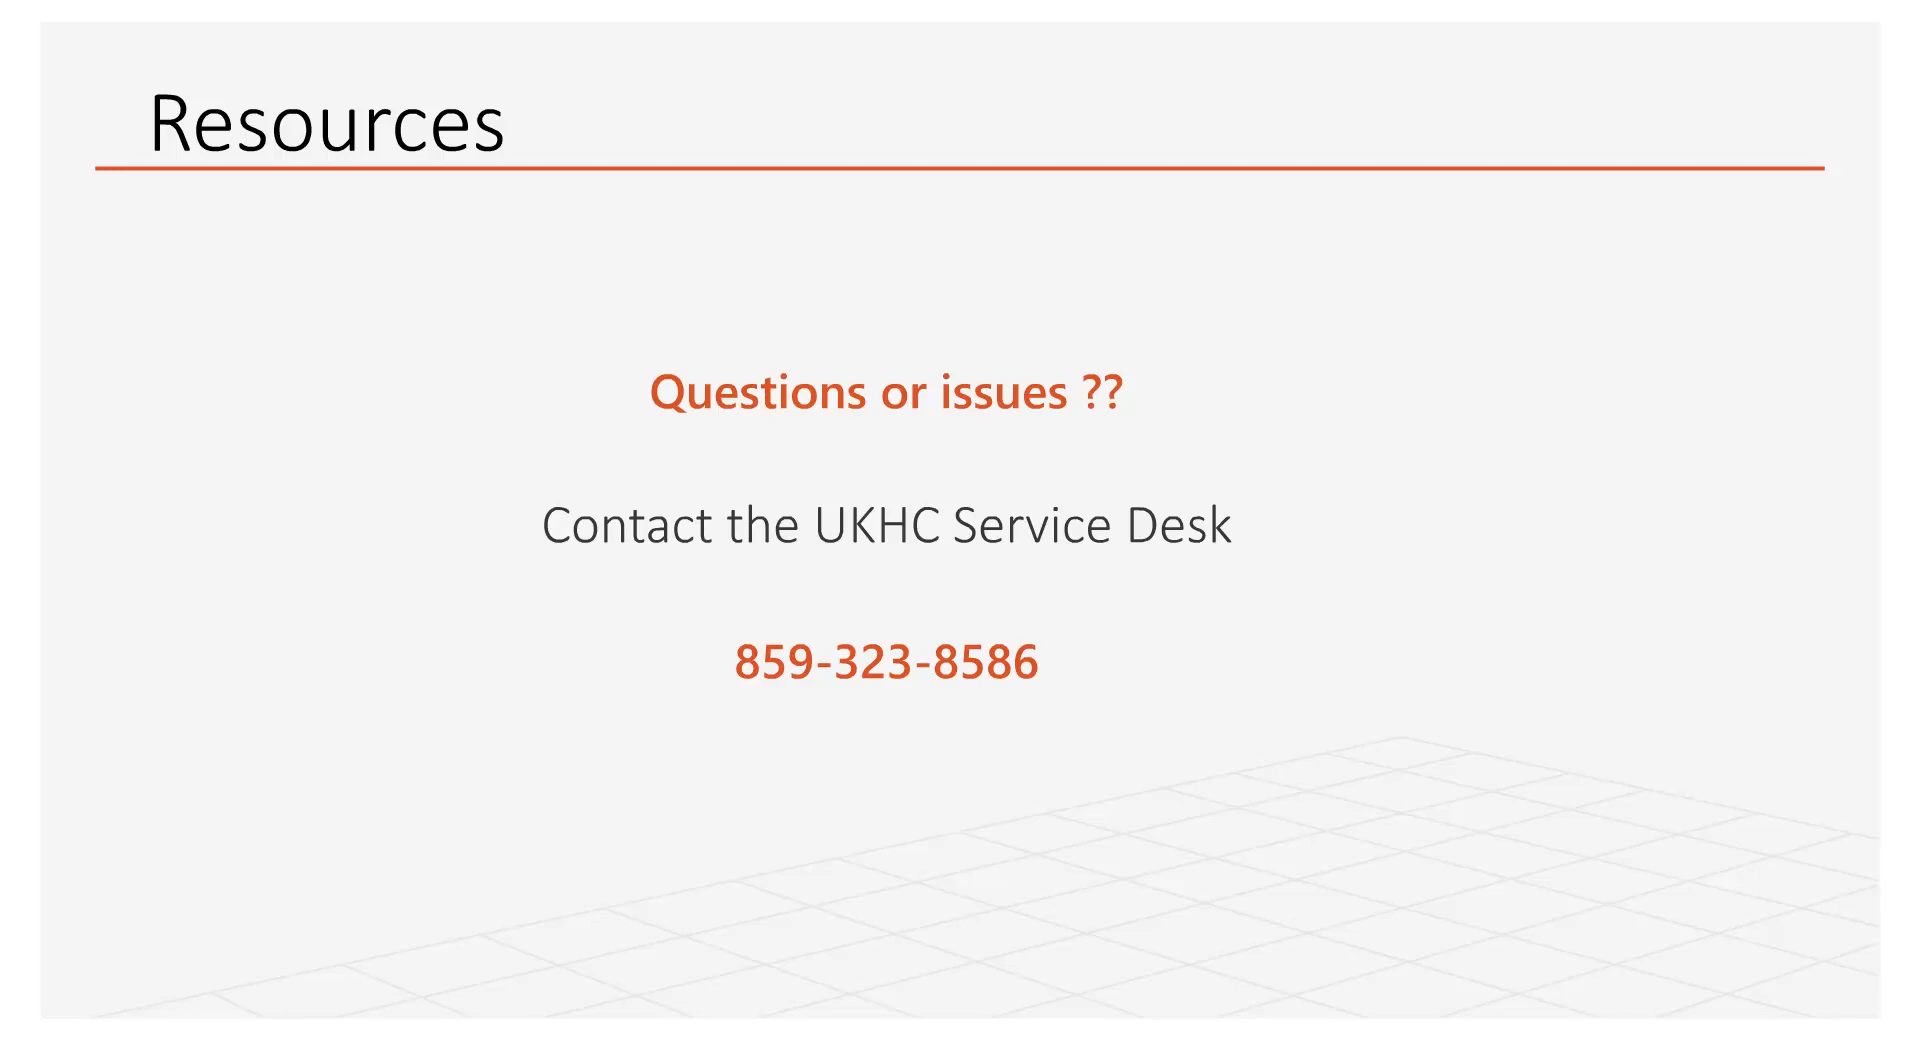 Resources
Questions or issues ??
Contact the UKHC Service Desk
859-323-8586